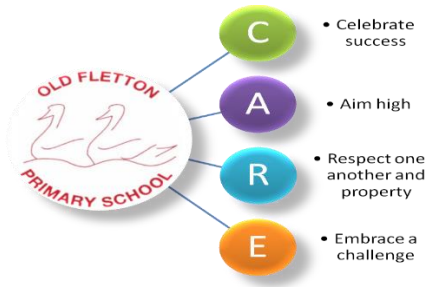 OLD FLETTON
PRIMARY SCHOOL
C
• Celebrate
success
A
• Aim high
R
• Respect one
another and
property
E
• Embrace a
challenge